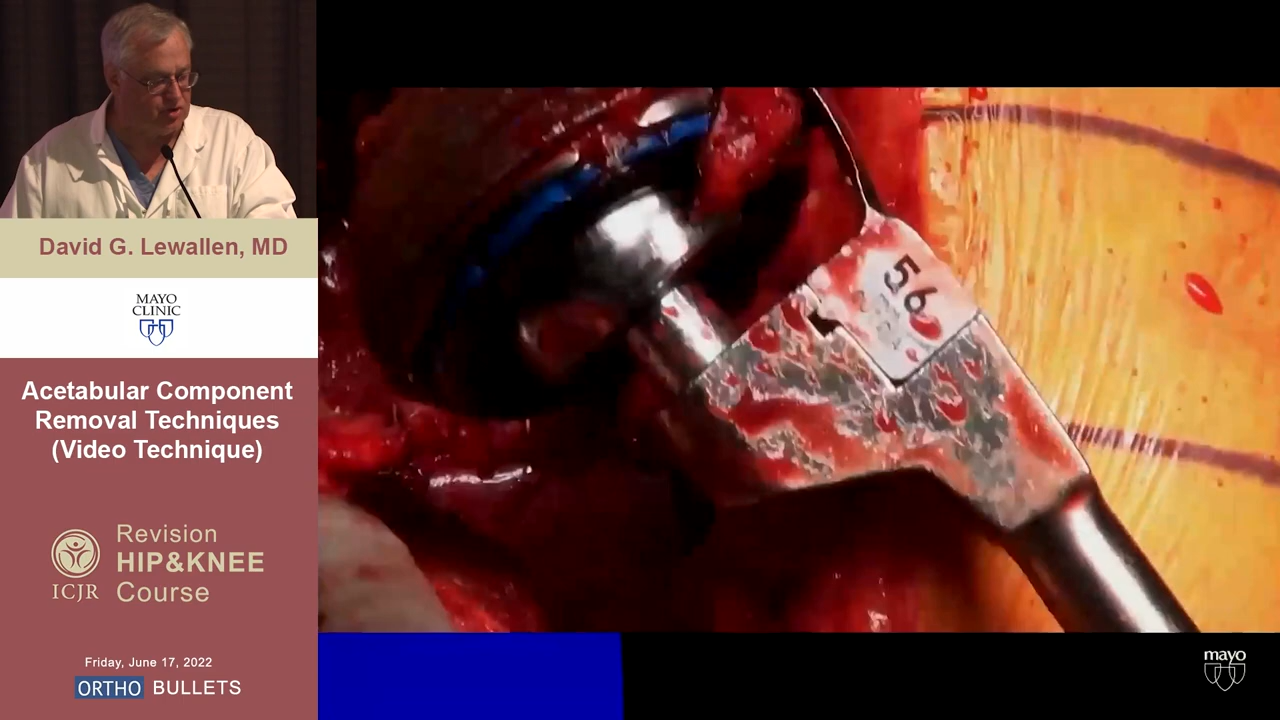 David G. Lewallen, MD
MAYO
CLINIC
Acetabular Component
Removal Techniques
(Video Technique)
ICJR
Revision
HIP&KNEE
Course
Friday, June 17, 2022
ORTHO BULLETS
56
mayo